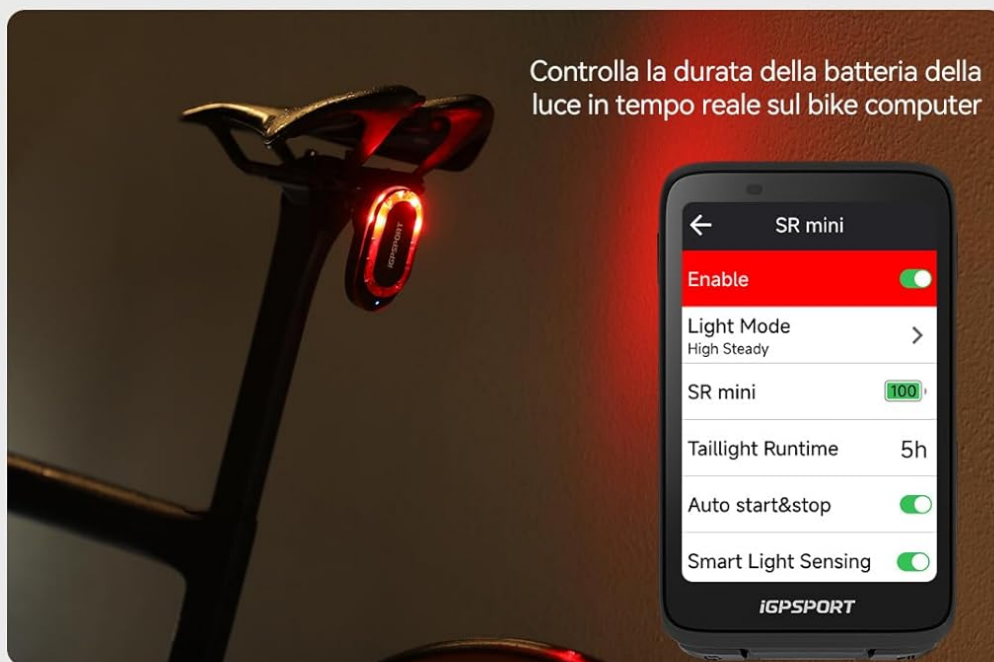 Controlla la durata della batteria della
luce in tempo reale sul bike computer
iGPSPORT
SR mini
Enable
Light Mode
High Steady
SR mini
100
Taillight Runtime
5h
Auto start&stop
Smart Light Sensing
iGPSPORT